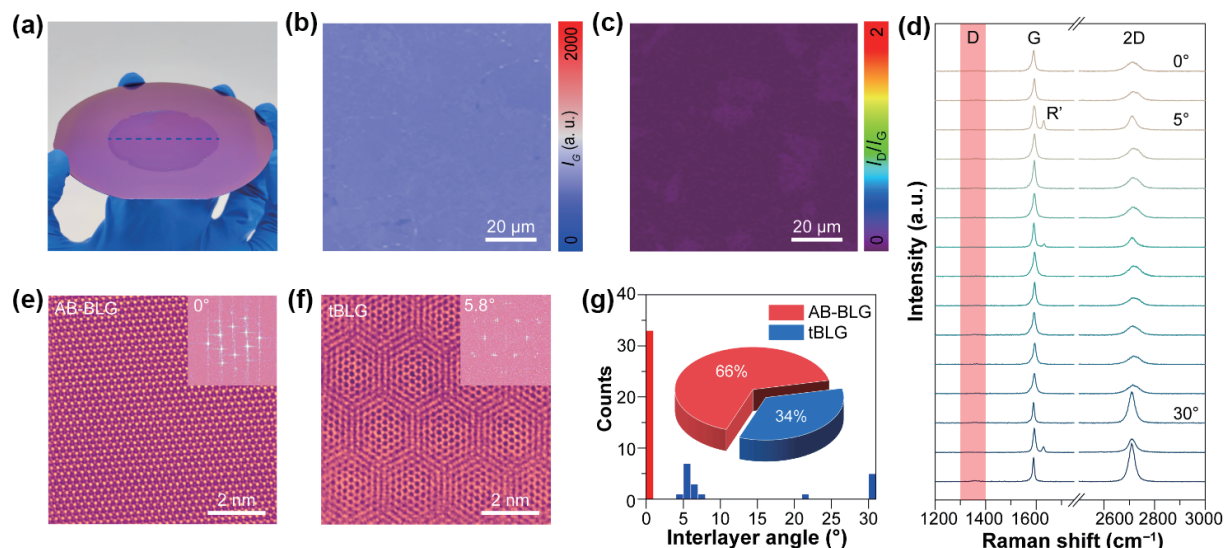 (a)
(b)
2000
I_G (a. u.)
0
20 μm
(c)
2
I_D/I_G
0
20 μm
(d)
D
G
2D
0°
R’
5°
30°
Intensity (a.u.)
1200
1400
1600
2600
2800
3000
Raman shift (cm⁻¹)
(e)
AB-BLG
0°
2 nm
(f)
tBLG
5.8°
2 nm
(g)
40
30
20
10
0
Counts
AB-BLG
tBLG
66%
34%
0
5
10
15
20
25
30
Interlayer angle (°)